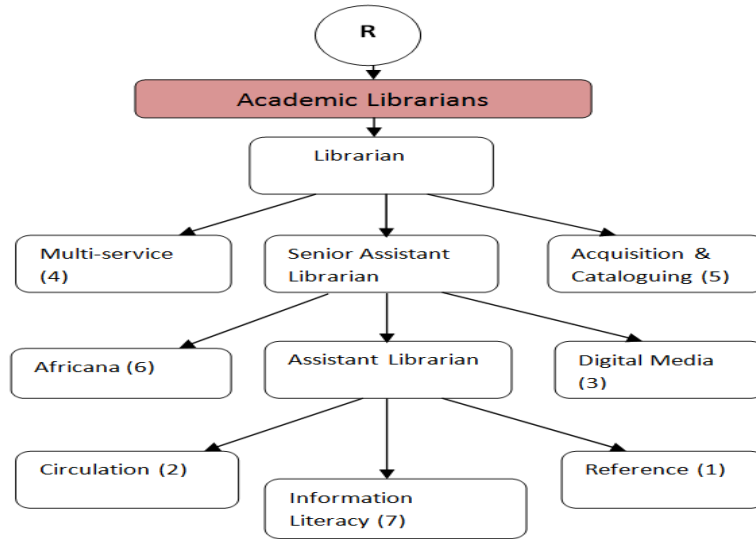 R
Academic Librarians
Librarian
Multi-service
(4)
Senior Assistant
Librarian
Acquisition &
Cataloguing (5)
Africana (6)
Assistant Librarian
Digital Media
(3)
Circulation (2)
Information
Literacy (7)
Reference (1)